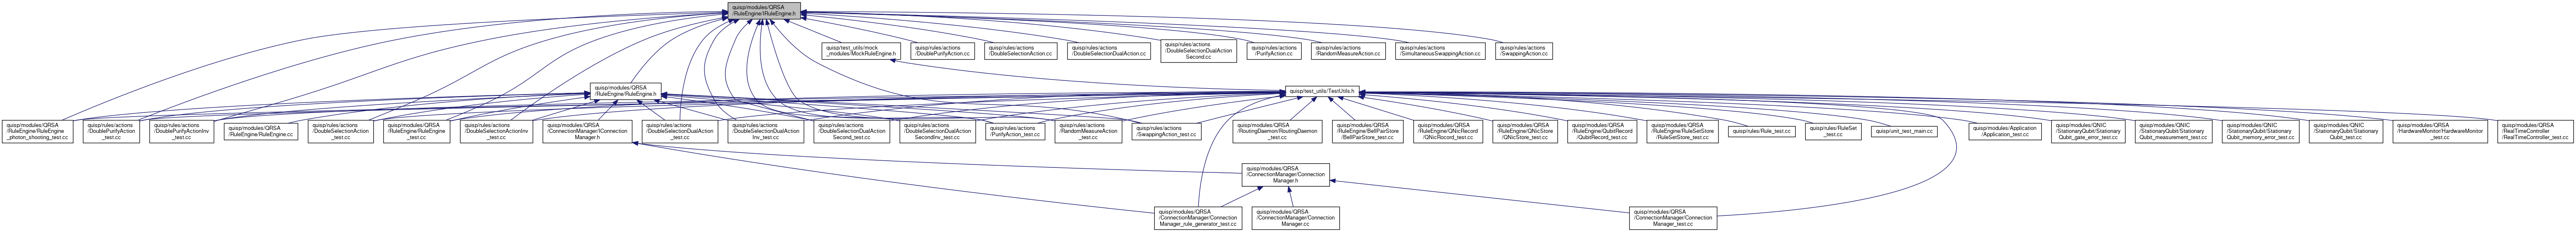 quisp/modules/QRSA
/RuleEngine/IRuleEngine.h
quisp/test_utils/mock
_modules/MockRuleEngine.h
quisp/rules/actions
/DoublePurifyAction.cc
quisp/rules/actions
/DoubleSelectionAction.cc
quisp/rules/actions
/DoubleSelectionDualAction.cc
quisp/rules/actions
/DoubleSelectionDualAction
Second.cc
quisp/rules/actions
/PurifyAction.cc
quisp/rules/actions
/RandomMeasureAction.cc
quisp/rules/actions
/SimultaneousSwappingAction.cc
quisp/rules/actions
/SwappingAction.cc
quisp/modules/QRSA
/RuleEngine/RuleEngine.h
quisp/test_utils/TestUtils.h
quisp/modules/QRSA
/RuleEngine/RuleEngine
_photon_shooting_test.cc
quisp/rules/actions
/DoublePurifyAction
_test.cc
quisp/rules/actions
/DoublePurifyActionInv
_test.cc
quisp/modules/QRSA
/RuleEngine/RuleEngine.cc
quisp/rules/actions
/DoubleSelectionAction
_test.cc
quisp/modules/QRSA
/RuleEngine/RuleEngine
_test.cc
quisp/rules/actions
/DoubleSelectionActionInv
_test.cc
quisp/modules/QRSA
/ConnectionManager/IConnection
Manager.h
quisp/rules/actions
/DoubleSelectionDualAction
_test.cc
quisp/rules/actions
/DoubleSelectionDualAction
Inv_test.cc
quisp/rules/actions
/DoubleSelectionDualAction
Second_test.cc
quisp/rules/actions
/DoubleSelectionDualAction
SecondInv_test.cc
quisp/rules/actions
/PurifyAction_test.cc
quisp/rules/actions
/RandomMeasureAction
_test.cc
quisp/rules/actions
/SwappingAction_test.cc
quisp/modules/QRSA
/RoutingDaemon/RoutingDaemon
_test.cc
quisp/modules/QRSA
/RuleEngine/BellPairStore
/BellPairStore_test.cc
quisp/modules/QRSA
/RuleEngine/QNicRecord
/QNicRocord_test.cc
quisp/modules/QRSA
/RuleEngine/QNicStore
/QNicStore_test.cc
quisp/modules/QRSA
/RuleEngine/QubitRecord
/QubitRecord_test.cc
quisp/modules/QRSA
/RuleEngine/RuleSetStore
/RuleSetStore_test.cc
quisp/rules/Rule_test.cc
quisp/rules/RuleSet
_test.cc
quisp/unit_test_main.cc
quisp/modules/Application
/Application_test.cc
quisp/modules/QNIC
/StationaryQubit/Stationary
Qubit_gate_error_test.cc
quisp/modules/QNIC
/StationaryQubit/Stationary
Qubit_measurement_test.cc
quisp/modules/QNIC
/StationaryQubit/Stationary
Qubit_memory_error_test.cc
quisp/modules/QNIC
/StationaryQubit/Stationary
Qubit_test.cc
quisp/modules/QRSA
/HardwareMonitor/HardwareMonitor
_test.cc
quisp/modules/QRSA
/RealTimeController
/RealTimeController_test.cc
quisp/modules/QRSA
/ConnectionManager/Connection
Manager.h
quisp/modules/QRSA
/ConnectionManager/Connection
Manager_rule_generator_test.cc
quisp/modules/QRSA
/ConnectionManager/Connection
Manager.cc
quisp/modules/QRSA
/ConnectionManager/Connection
Manager_test.cc